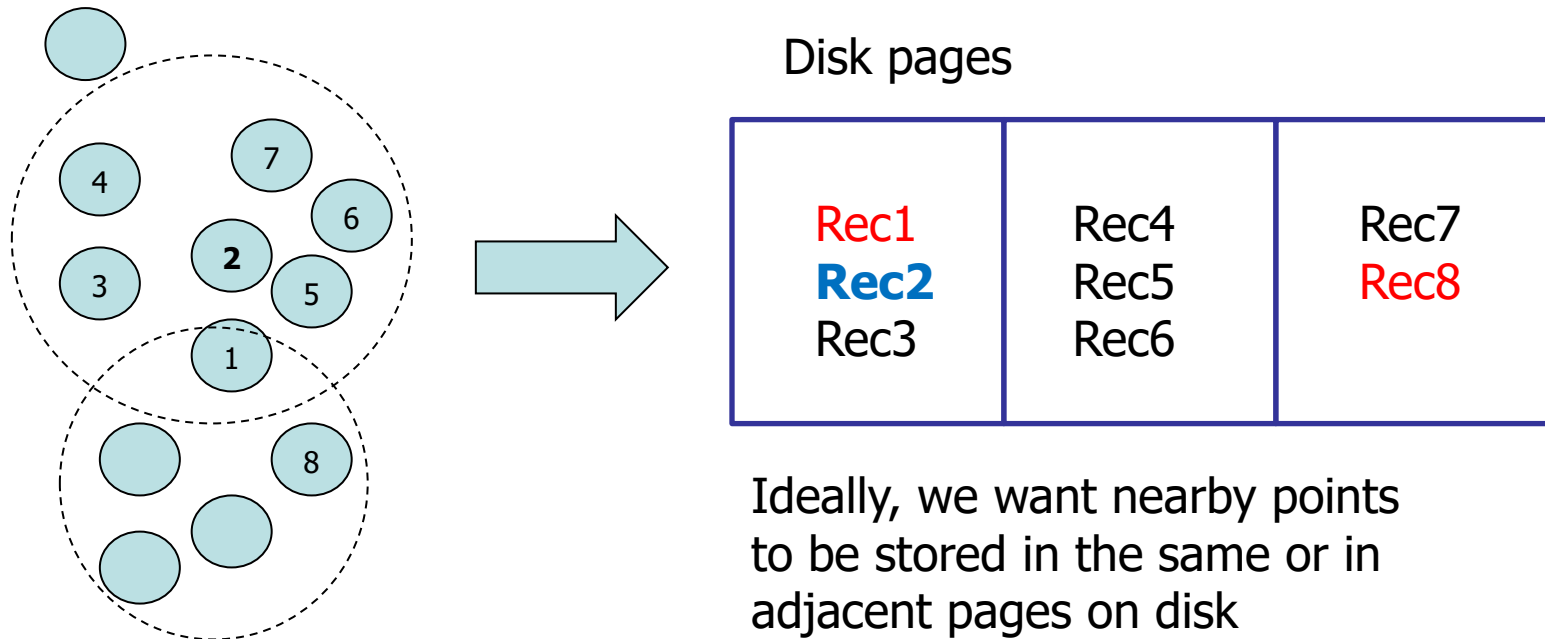 4
7
6
2
3
5
1
8
Disk pages
Rec1
Rec2
Rec3
Rec4
Rec5
Rec6
Rec7
Rec8
Ideally, we want nearby points
to be stored in the same or in
adjacent pages on disk